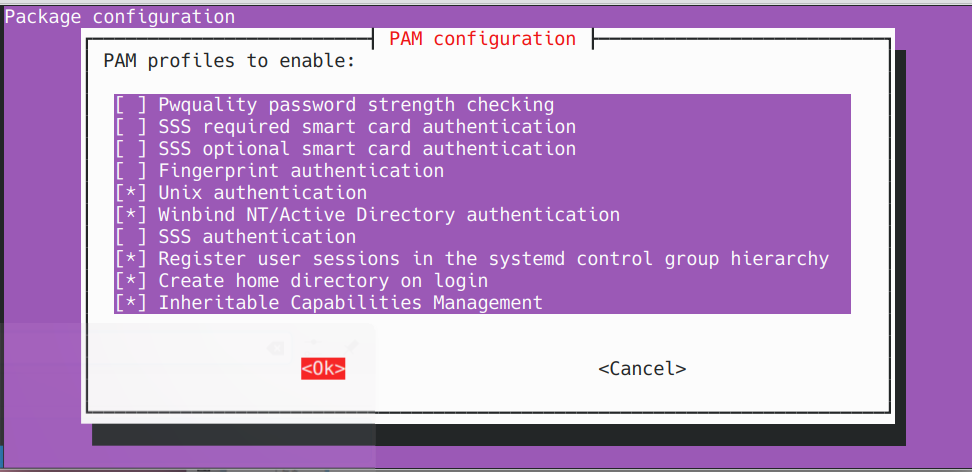 Package configuration
PAM configuration
PAM profiles to enable:
[ ] Pwquality password strength checking
[ ] SSS required smart card authentication
[ ] SSS optional smart card authentication
[ ] Fingerprint authentication
[*] Unix authentication
[*] Winbind NT/Active Directory authentication
[ ] SSS authentication
[*] Register user sessions in the systemd control group hierarchy
[*] Create home directory on login
[*] Inheritable Capabilities Management
<Ok> <Cancel>